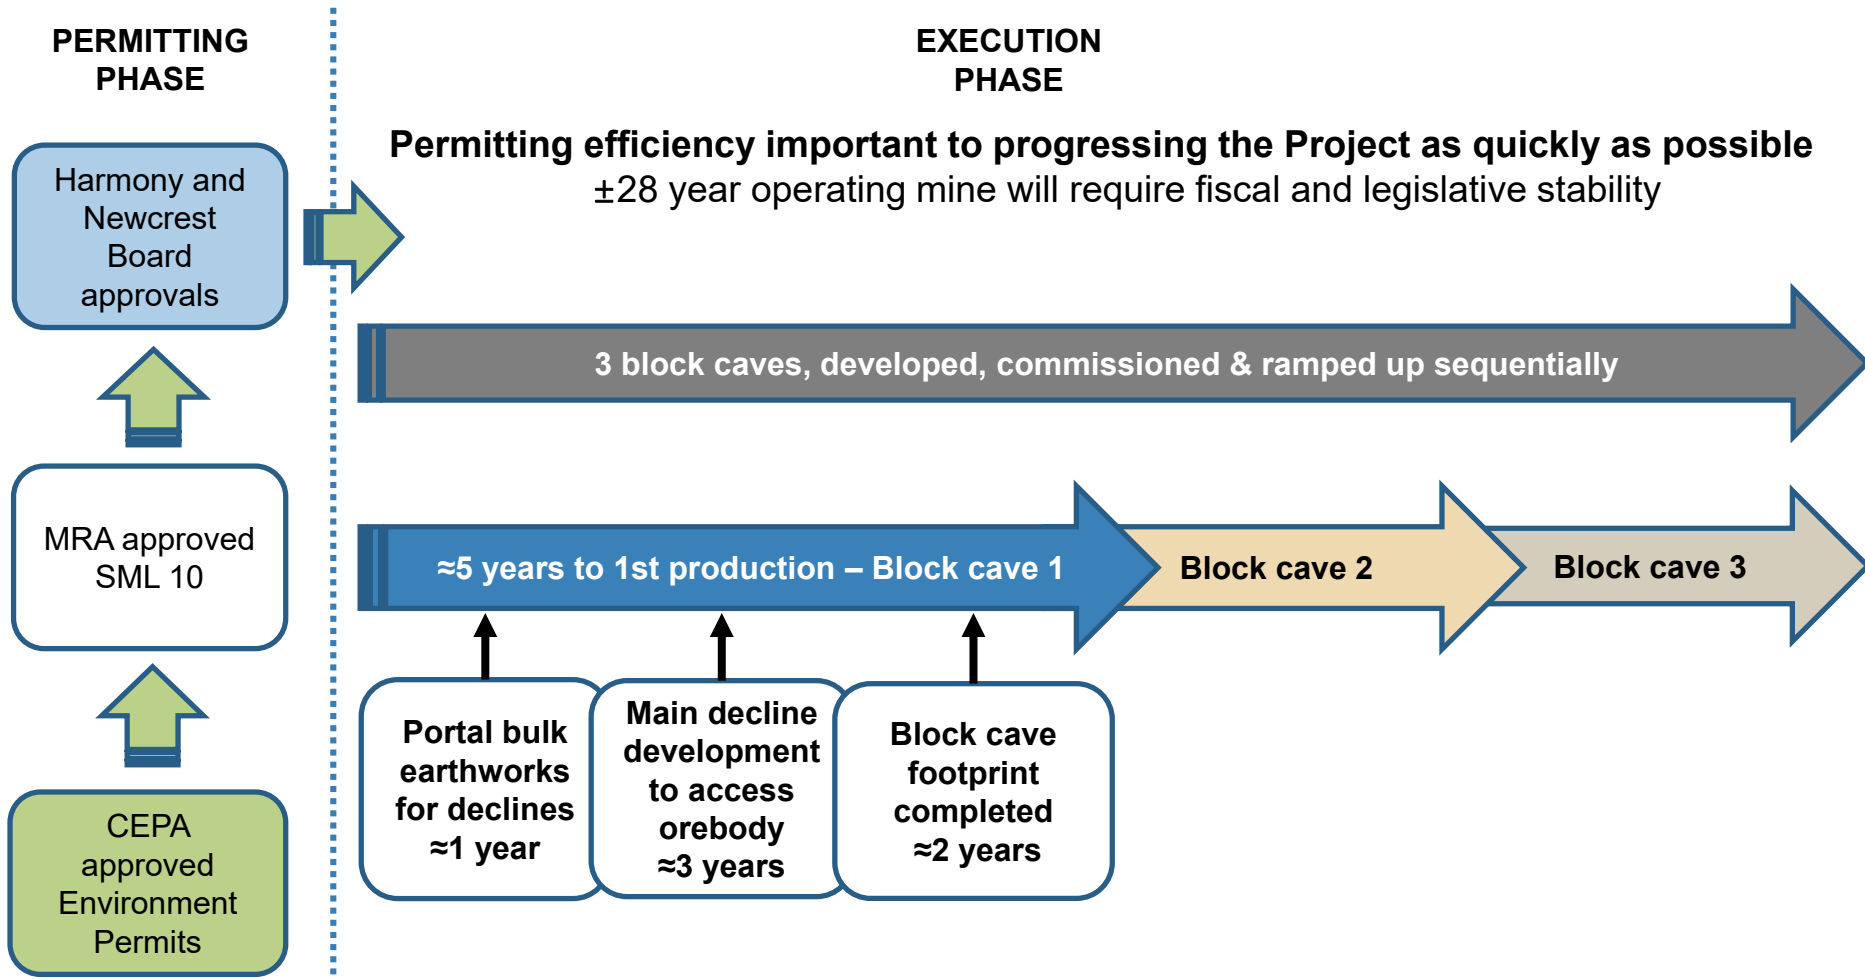 PERMITTING
PHASE
Harmony and
Newcrest
Board
approvals
MRA approved
SML 10
CEPA
approved
Environment
Permits
EXECUTION
PHASE
Permitting efficiency important to progressing the Project as quickly as possible
±28 year operating mine will require fiscal and legislative stability
3 block caves, developed, commissioned & ramped up sequentially
≈5 years to 1st production – Block cave 1
Block cave 2
Block cave 3
Portal bulk
earthworks
for declines
≈1 year
Main decline
development
to access
orebody
≈3 years
Block cave
footprint
completed
≈2 years